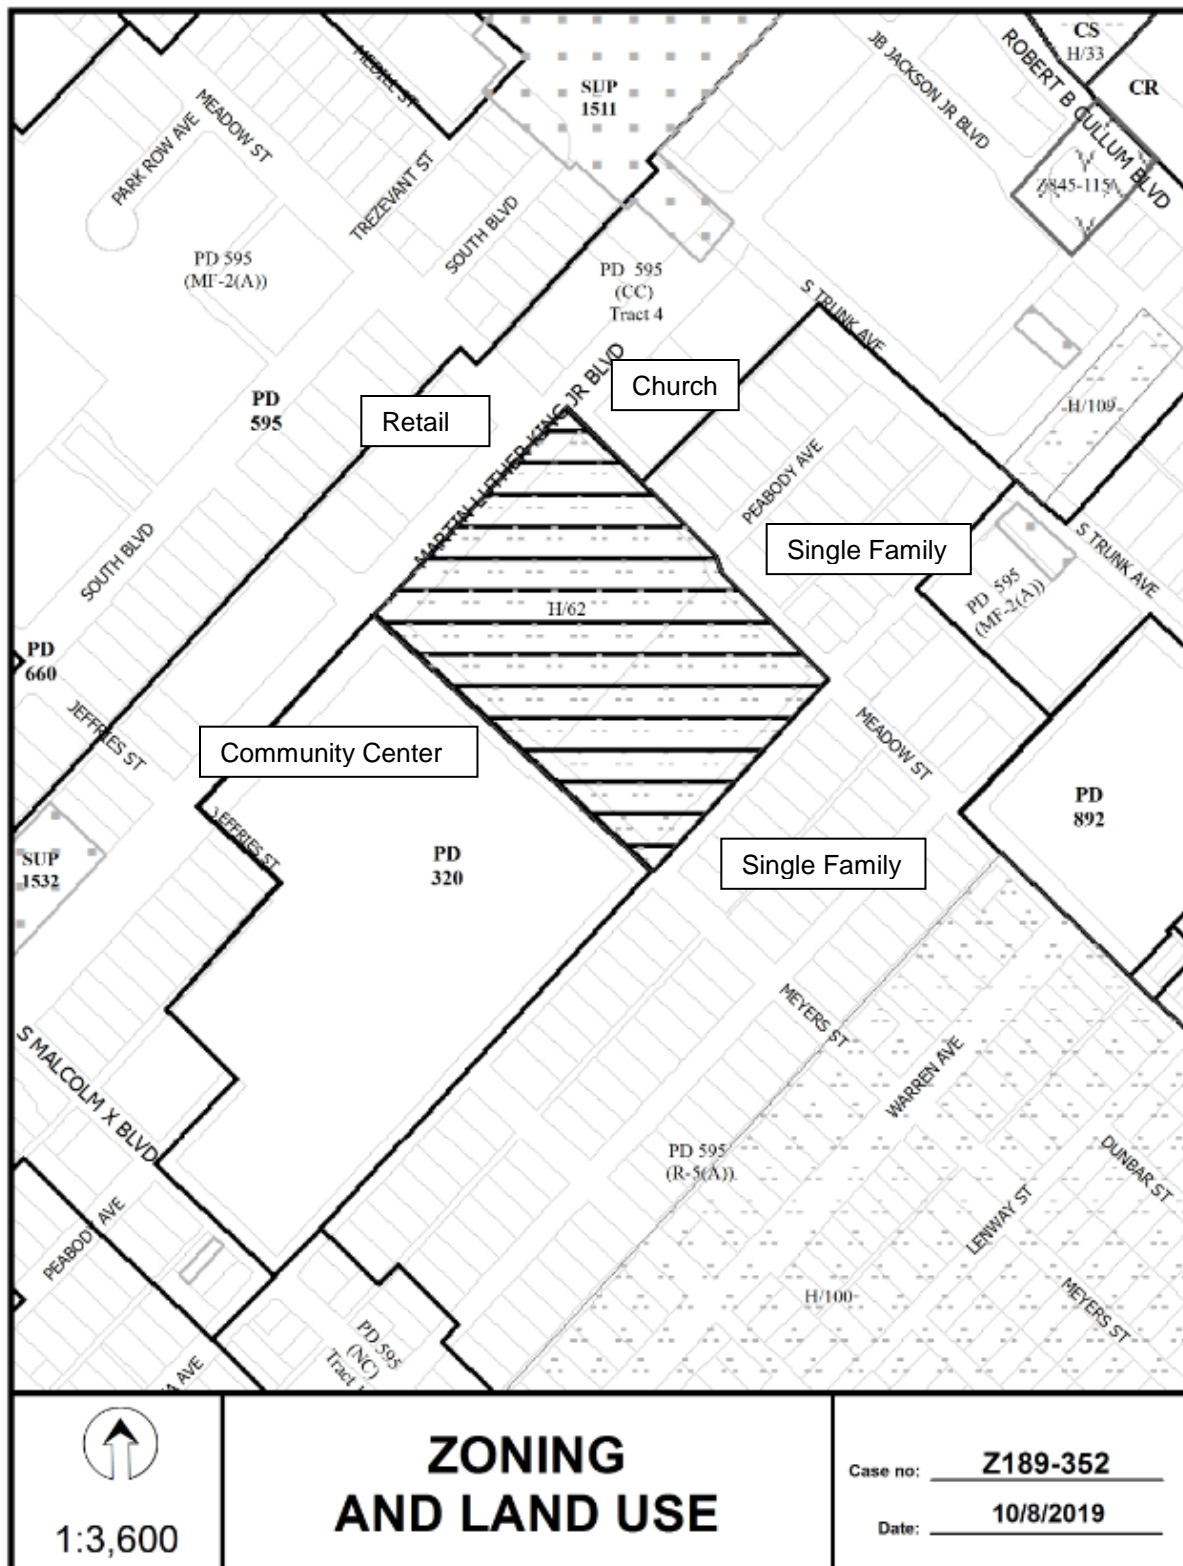 CS
H/33
ROBERT B CULLUM BLVD
CR
JB JACKSON JR BLVD
MEDILL ST
SUP
1511
MEADOW ST
PARK ROW AVE
TREZEVANT ST
SOUTH BLVD
PD 595
(MF-2(A))
PD 595
(CC)
Tract 4
S TRUNK AVE
Church
PD
595
Retail
MARTIN LUTHER KING JR BLVD
H/109
PEABODY AVE
Single Family
S TRUNK AVE
SOUTH BLVD
H/62
PD 595
(MF-2(A))
PD
660
JEFFRIES ST
Community Center
MEADOW ST
PD
892
JEFFRIES ST
SUP
1532
PD
320
Single Family
MEYERS ST
WARREN AVE
S MALCOLM X BLVD
PD 595
(R-5(A))
DUNBAR ST
LENWAY ST
PEABODY AVE
H/100
MEYERS ST
PD 595
(NC)
Tract
AVE
1:3,600
ZONING
AND LAND USE
Case no: Z189-352
Date: 10/8/2019